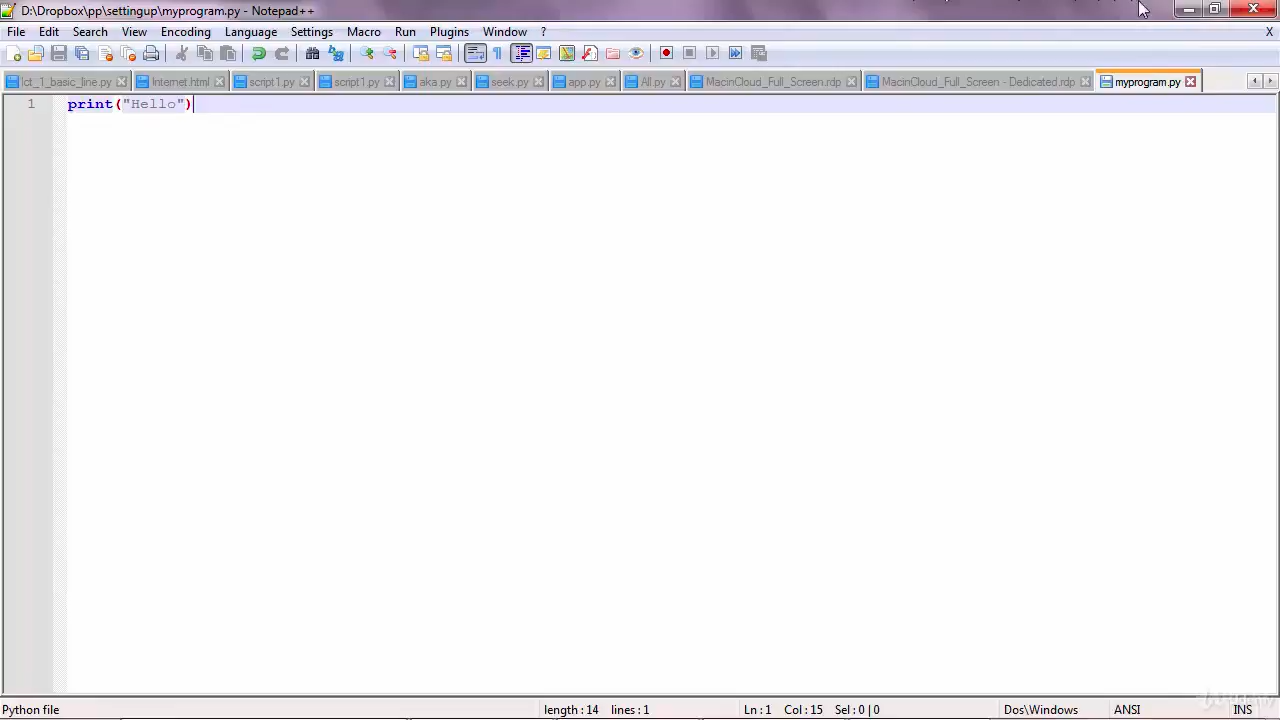 D:\Dropbox\pp\settingup\myprogram.py - Notepad++
File Edit Search View Encoding Language Settings Macro Run Plugins Window ? X
lct_1_basic_line.py Internet.html script1.py script1.py aka.py seek.py app.py All.py MacinCloud_Full_Screen.rdp MacinCloud_Full_Screen - Dedicated.rdp myprogram.py
1 print("Hello")
Python file length : 14 lines : 1 Ln : 1 Col : 15 Sel : 0 | 0 Dos\Windows ANSI INS